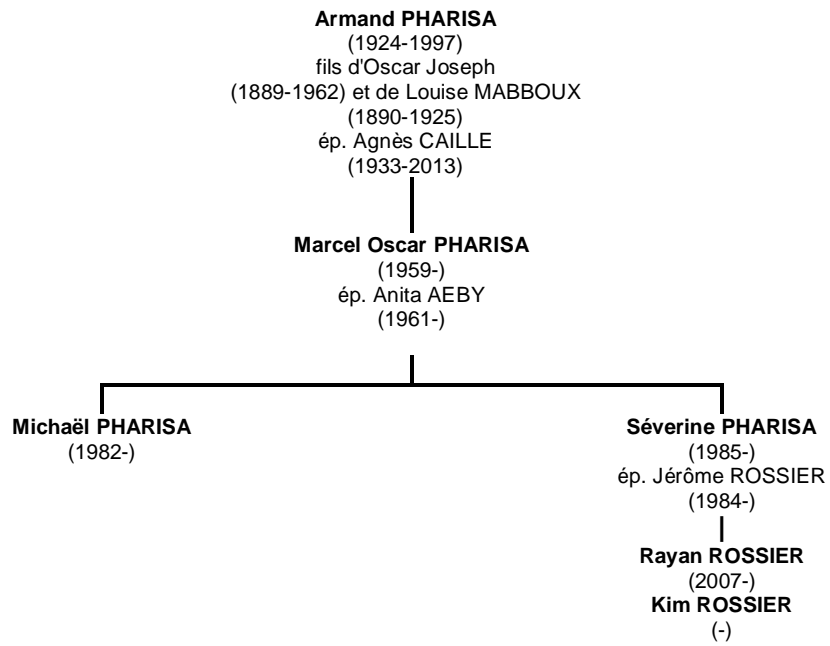 Armand PHARISA
(1924-1997)
fils d'Oscar Joseph
(1889-1962) et de Louise MABBOUX
(1890-1925)
ép. Agnès CAILLE
(1933-2013)
Marcel Oscar PHARISA
(1959-)
ép. Anita AEBY
(1961-)
Michaël PHARISA
(1982-)
Séverine PHARISA
(1985-)
ép. Jérôme ROSSIER
(1984-)
Rayan ROSSIER
(2007-)
Kim ROSSIER
(-)